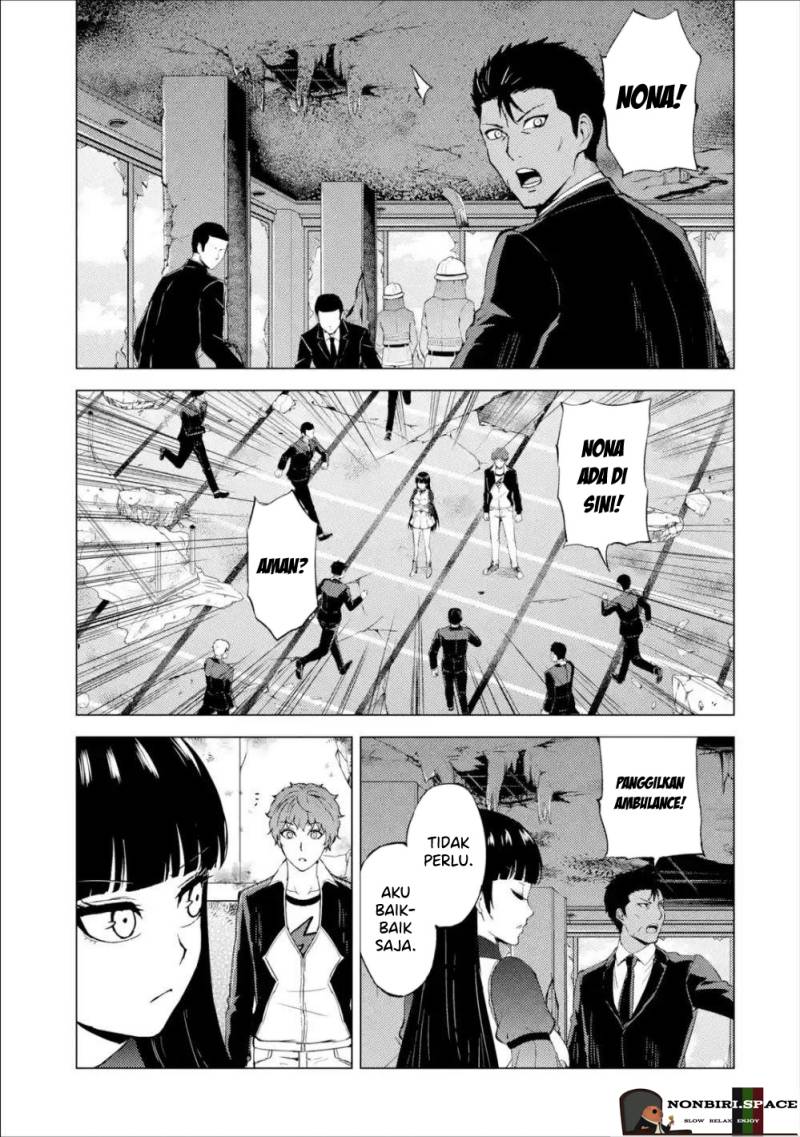 NONA!
NONA
ADA DI
SINI!
AMAN?
PANGGILKAN
AMBULANCE!
TIDAK
PERLU.
AKU
BAIK-
BAIK
SAJA.
NONBIRI.SPACE
SLOW RELAX ENJOY